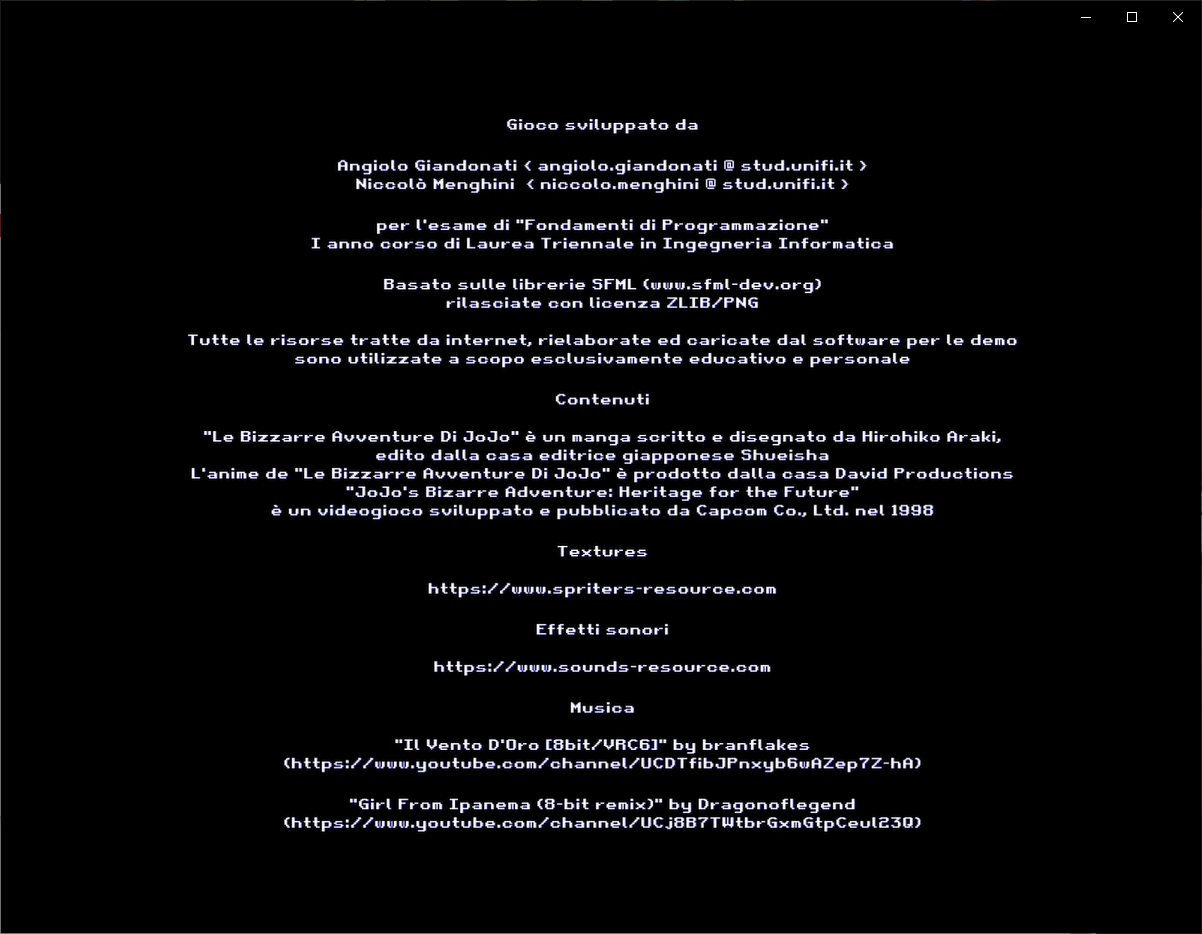 Gioco sviluppato da
Angiolo Giandonati < angiolo.giandonati @ stud.unifi.it >
Niccolò Menghini < niccolo.menghini @ stud.unifi.it >
per l'esame di "Fondamenti di Programmazione"
I anno corso di Laurea Triennale in Ingegneria Informatica
Basato sulle librerie SFML (www.sfml-dev.org)
rilasciate con licenza ZLIB/PNG
Tutte le risorse tratte da internet, rielaborate ed caricate dal software per le demo
sono utilizzate a scopo esclusivamente educativo e personale
Contenuti
"Le Bizzarre Avventure Di JoJo" è un manga scritto e disegnato da Hirohiko Araki,
edito dalla casa editrice giapponese Shueisha
L'anime de "Le Bizzarre Avventure Di JoJo" è prodotto dalla casa David Productions
"JoJo's Bizarre Adventure: Heritage for the Future"
è un videogioco sviluppato e pubblicato da Capcom Co., Ltd. nel 1998
Textures
https://www.spriters-resource.com
Effetti sonori
https://www.sounds-resource.com
Musica
"Il Vento D'Oro [8bit/VRC6]" by branflakes
(https://www.youtube.com/channel/UCDTfibJPnxyb6wAZep7Z-hA)
"Girl From Ipanema (8-bit remix)" by Dragonoflegend
(https://www.youtube.com/channel/UCj8B7TWtbrGxmGtpCeul23Q)